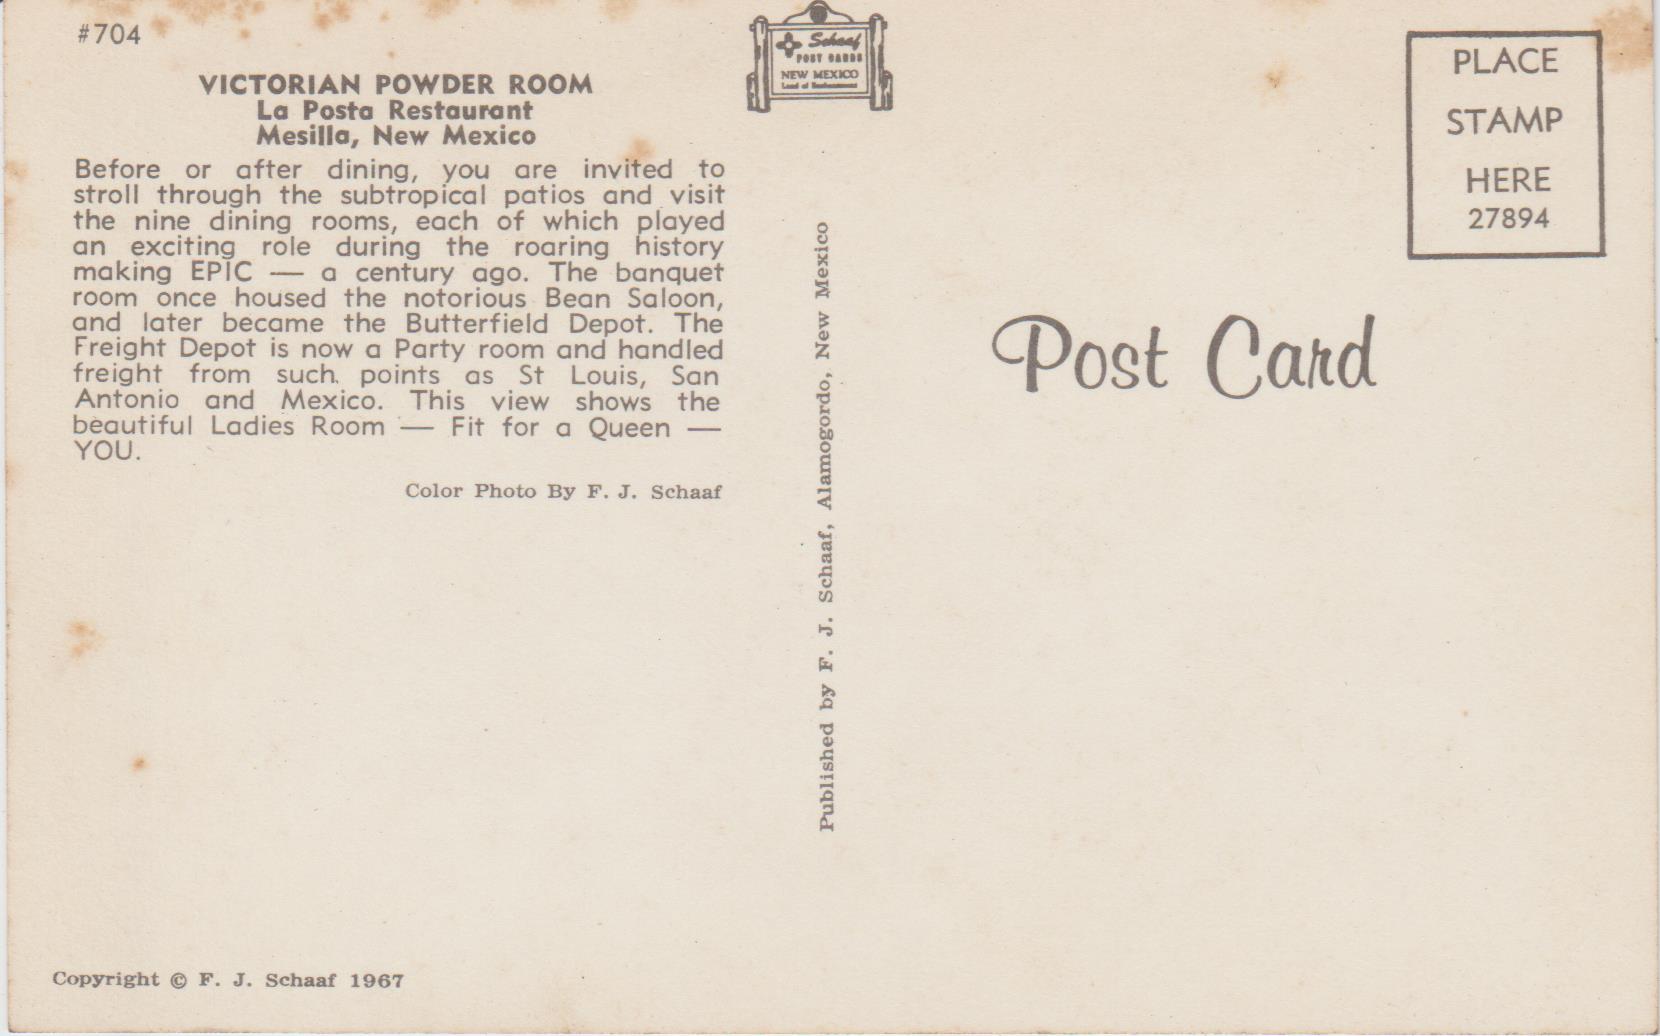 #704
VICTORIAN POWDER ROOM
La Posta Restaurant
Mesilla, New Mexico
Before or after dining, you are invited to
stroll through the subtropical patios and visit
the nine dining rooms, each of which played
an exciting role during the roaring history
making EPIC — a century ago. The banquet
room once housed the notorious Bean Saloon,
and later became the Butterfield Depot. The
Freight Depot is now a Party room and handled
freight from such points as St Louis, San
Antonio and Mexico. This view shows the
beautiful Ladies Room — Fit for a Queen —
YOU.
Color Photo By F. J. Schaaf
Copyright © F. J. Schaaf 1967
Schaaf
POST CARDS
NEW MEXICO
Land of Enchantment
Published by F. J. Schaaf, Alamogordo, New Mexico
PLACE
STAMP
HERE
27894
Post Card